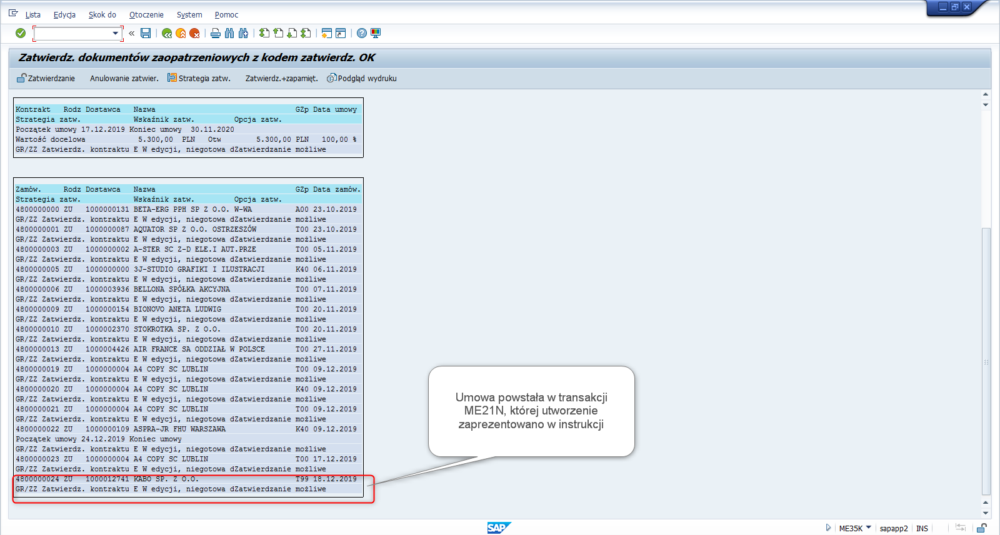 Lista Edycja Skok do Otoczenie System Pomoc
«
Zatwierdz. dokumentów zaopatrzeniowych z kodem zatwierdz. OK
Zatwierdzanie Anulowanie zatwier. Strategia zatw. Zatwierdz.+zapamięt. Podgląd wydruku
Kontrakt Rodz Dostawca Nazwa GZp Data umowy
Strategia zatw. Wskaźnik zatw. Opcja zatw.
Początek umowy 17.12.2019 Koniec umowy 30.11.2020
Wartość docelowa 5.300,00 PLN Otw 5.300,00 PLN 100,00 %
GR/ZZ Zatwierdz. kontraktu E W edycji, niegotowa dZatwierdzanie możliwe
Zamów. Rodz Dostawca Nazwa GZp Data zamów.
Strategia zatw. Wskaźnik zatw. Opcja zatw.
4800000000 ZU 1000000131 BETA-ERG PPH SP Z O.O. W-WA A00 23.10.2019
GR/ZZ Zatwierdz. kontraktu E W edycji, niegotowa dZatwierdzanie możliwe
4800000001 ZU 1000000087 AQUATOR SP Z O.O. OSTRZESZÓW T00 23.10.2019
GR/ZZ Zatwierdz. kontraktu E W edycji, niegotowa dZatwierdzanie możliwe
4800000003 ZU 1000000002 A-STER SC Z-D ELE.I AUT.PRZE T00 05.11.2019
GR/ZZ Zatwierdz. kontraktu E W edycji, niegotowa dZatwierdzanie możliwe
4800000005 ZU 1000000000 3J-STUDIO GRAFIKI I ILUSTRACJI K40 06.11.2019
GR/ZZ Zatwierdz. kontraktu E W edycji, niegotowa dZatwierdzanie możliwe
4800000006 ZU 1000003936 BELLONA SPÓŁKA AKCYJNA T00 07.11.2019
GR/ZZ Zatwierdz. kontraktu E W edycji, niegotowa dZatwierdzanie możliwe
4800000009 ZU 1000000154 BIONOVO ANETA LUDWIG T00 20.11.2019
GR/ZZ Zatwierdz. kontraktu E W edycji, niegotowa dZatwierdzanie możliwe
4800000010 ZU 1000002370 STOKROTKA SP. Z O.O. T00 20.11.2019
GR/ZZ Zatwierdz. kontraktu E W edycji, niegotowa dZatwierdzanie możliwe
4800000013 ZU 1000004426 AIR FRANCE SA ODDZIAŁ W POLSCE T00 27.11.2019
GR/ZZ Zatwierdz. kontraktu E W edycji, niegotowa dZatwierdzanie możliwe
4800000019 ZU 1000000004 A4 COPY SC LUBLIN T00 09.12.2019
GR/ZZ Zatwierdz. kontraktu E W edycji, niegotowa dZatwierdzanie możliwe
4800000020 ZU 1000000004 A4 COPY SC LUBLIN K40 09.12.2019
GR/ZZ Zatwierdz. kontraktu E W edycji, niegotowa dZatwierdzanie możliwe
4800000021 ZU 1000000004 A4 COPY SC LUBLIN T00 09.12.2019
GR/ZZ Zatwierdz. kontraktu E W edycji, niegotowa dZatwierdzanie możliwe
4800000022 ZU 1000000109 ASPRA-JR FHU WARSZAWA K40 09.12.2019
Początek umowy 24.12.2019 Koniec umowy
GR/ZZ Zatwierdz. kontraktu E W edycji, niegotowa dZatwierdzanie możliwe
4800000023 ZU 1000000004 A4 COPY SC LUBLIN T00 17.12.2019
GR/ZZ Zatwierdz. kontraktu E W edycji, niegotowa dZatwierdzanie możliwe
4800000024 ZU 1000012741 KABO SP. Z O.O. T99 18.12.2019
GR/ZZ Zatwierdz. kontraktu E W edycji, niegotowa dZatwierdzanie możliwe
Umowa powstała w transakcji
ME21N, której utworzenie
zaprezentowano w instrukcji
SAP
ME35K sapapp2 INS